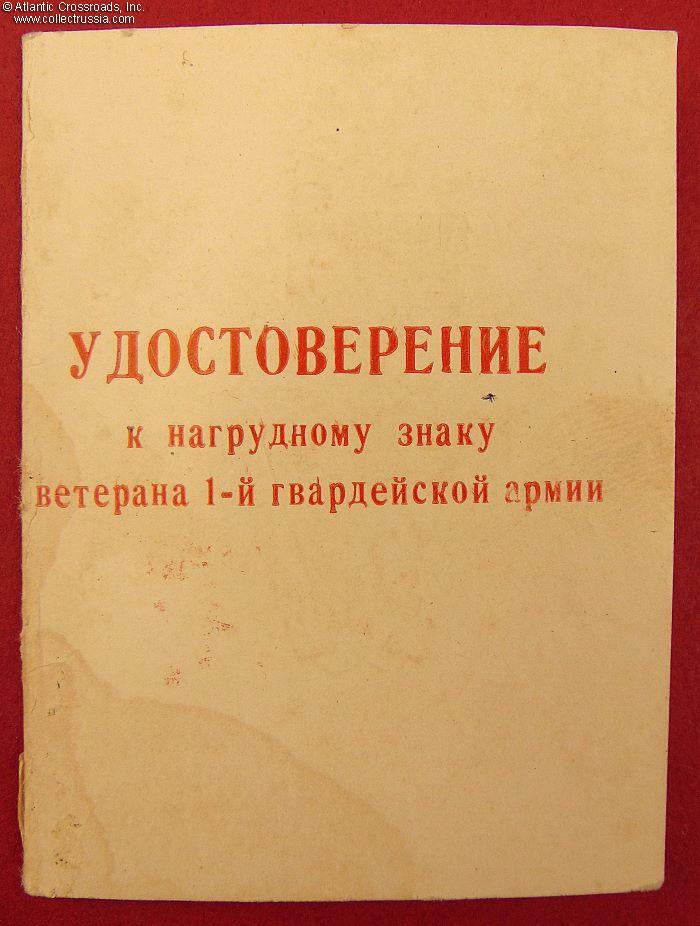 © Atlantic Crossroads, Inc.
www.collectrussia.com
УДОСТОВЕРЕНИЕ
к нагрудному знаку
ветерана 1-й гвардейской армии